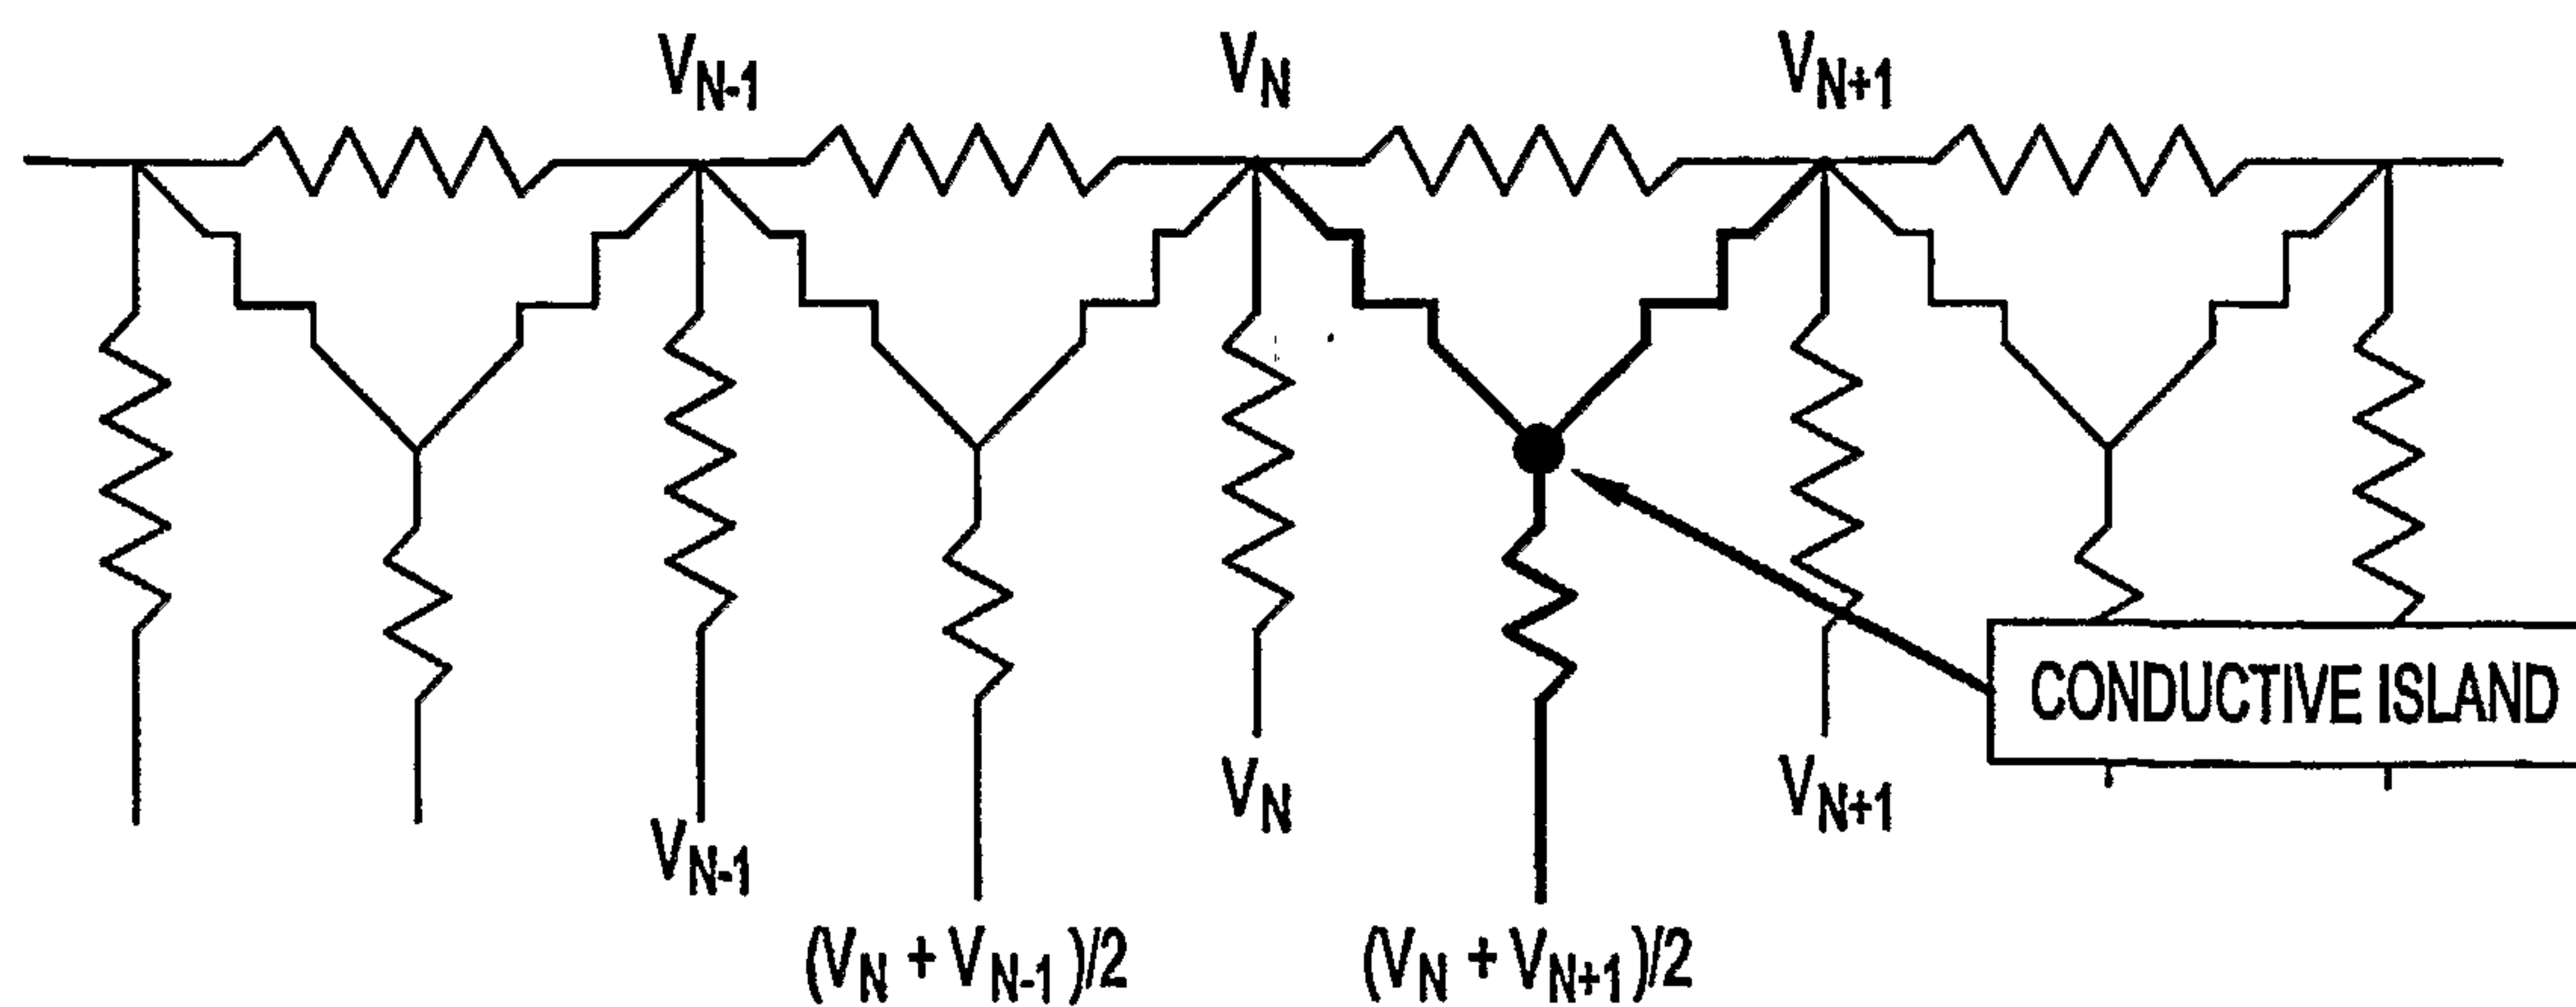 V_{N-1}
V_N
V_{N+1}
CONDUCTIVE ISLAND
V_N
V_{N+1}
V_{N-1}
(V_N + V_{N-1})/2
(V_N + V_{N+1})/2